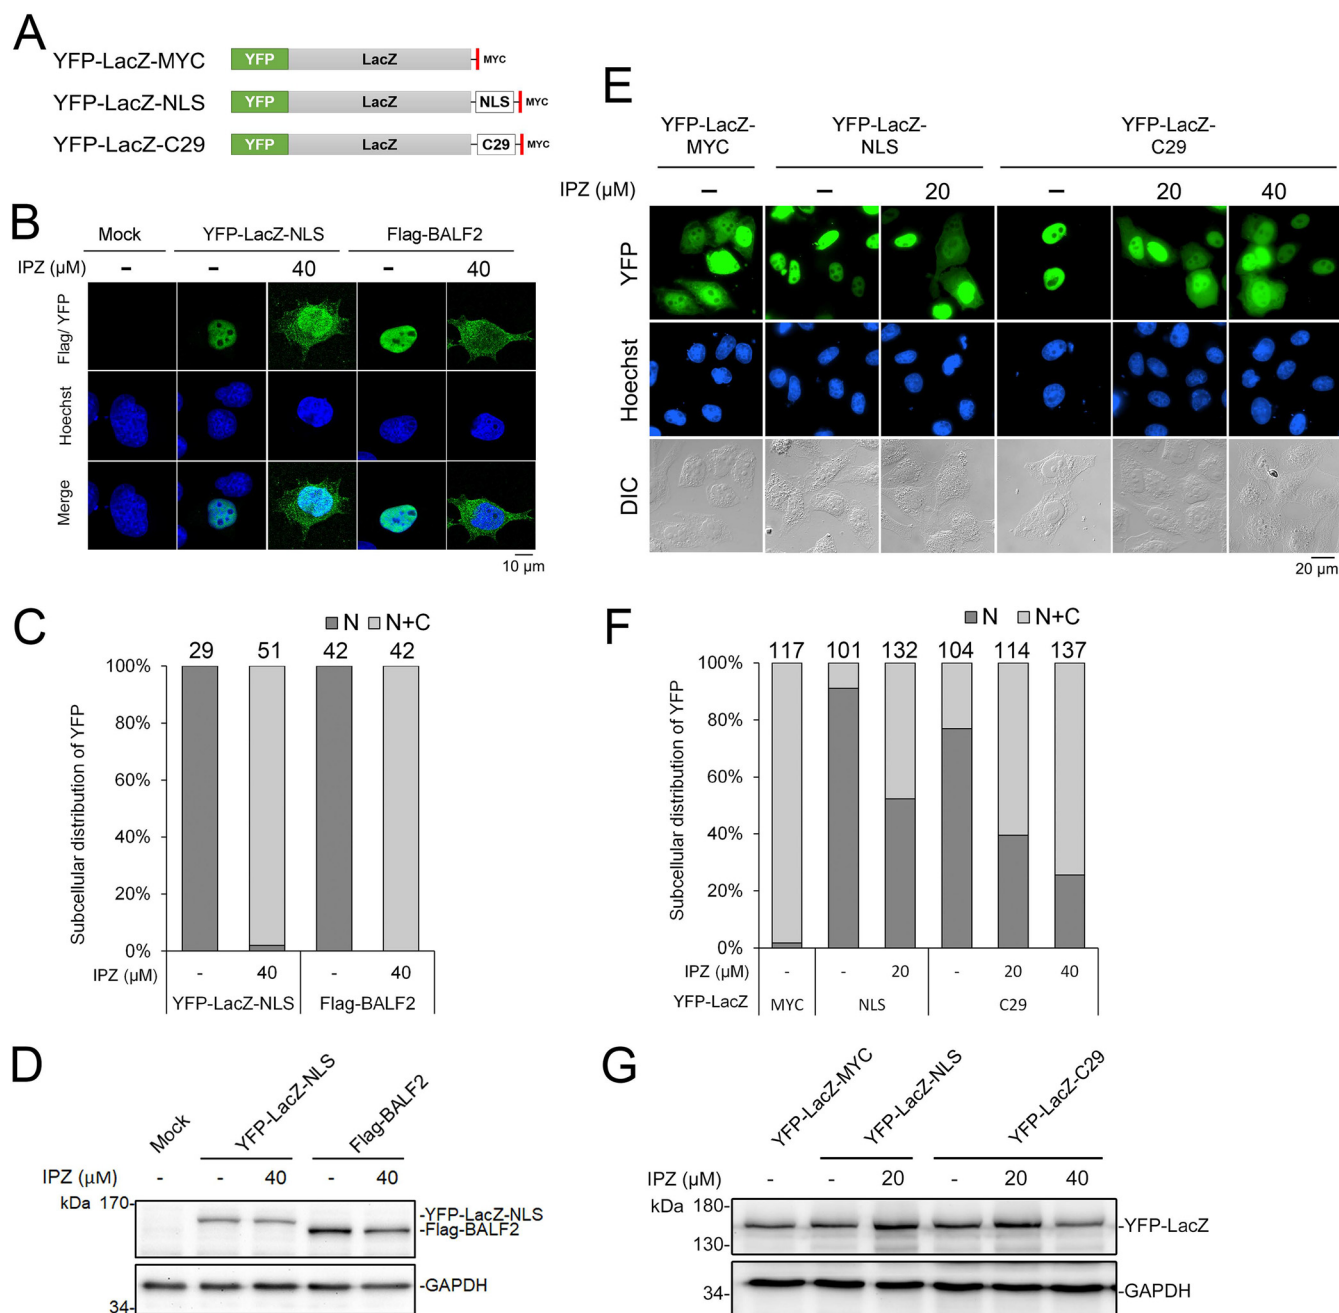 A
YFP-LacZ-MYC YFP LacZ MYC
YFP-LacZ-NLS YFP LacZ NLS MYC
YFP-LacZ-C29 YFP LacZ C29 MYC
B
Mock YFP-LacZ-NLS Flag-BALF2
IPZ (μM) – – 40 – 40
Flag/ YFP
Hoechst
Merge
10 μm
C
N N+C
29 51 42 42
Subcellular distribution of YFP
100%
80%
60%
40%
20%
0%
IPZ (μM) - 40 - 40
YFP-LacZ-NLS Flag-BALF2
D
Mock YFP-LacZ-NLS Flag-BALF2
IPZ (μM) - - 40 - 40
kDa 170-
-YFP-LacZ-NLS
-Flag-BALF2
-GAPDH
34-
E
YFP-LacZ-
MYC
YFP-LacZ-
NLS
YFP-LacZ-
C29
IPZ (μM) – – 20 – 20 40
YFP
Hoechst
DIC
20 μm
F
N N+C
117 101 132 104 114 137
Subcellular distribution of YFP
100%
80%
60%
40%
20%
0%
IPZ (μM) - - 20 - 20 40
YFP-LacZ MYC NLS C29
G
YFP-LacZ-MYC YFP-LacZ-NLS YFP-LacZ-C29
IPZ (μM) - - 20 - 20 40
kDa 180-
-YFP-LacZ
130-
-GAPDH
34-